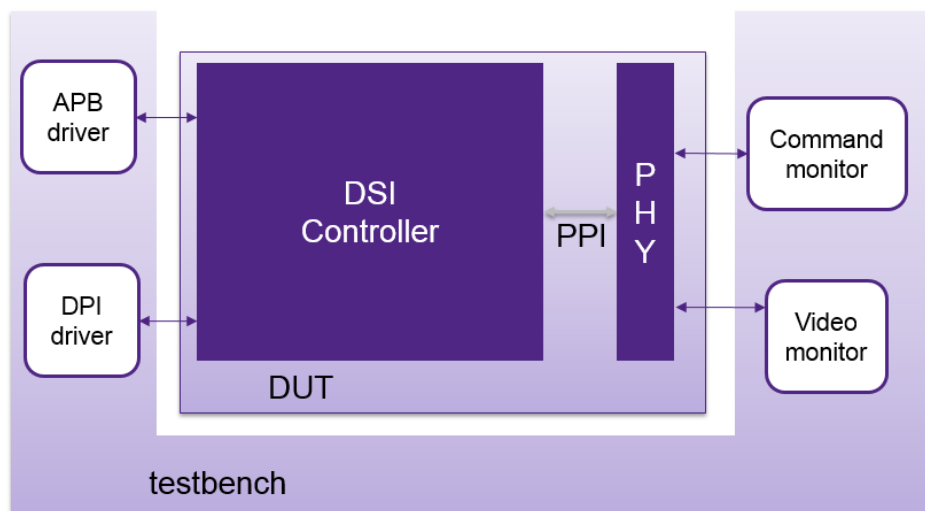 APB
driver
DSI
Controller
P
H
Y
PPI
Command
monitor
DPI
driver
Video
monitor
DUT
testbench